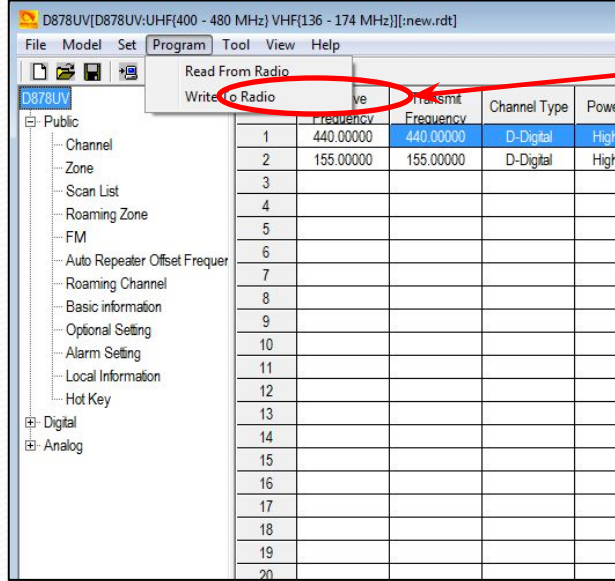 D878UV[D878UV:UHF{400 - 480 MHz} VHF{136 - 174 MHz}][:new.rdt]
File Model Set Program Tool View Help
Read From Radio
Write To Radio
D878UV
Public
Channel
Zone
Scan List
Roaming Zone
FM
Auto Repeater Offset Frequer
Roaming Channel
Basic information
Optional Setting
Alarm Setting
Local Information
Hot Key
Digital
Analog
ve Frequency Transmit Frequency Channel Type Powe
1 440.00000 440.00000 D-Digital High
2 155.00000 155.00000 D-Digital High
3
4
5
6
7
8
9
10
11
12
13
14
15
16
17
18
19
20